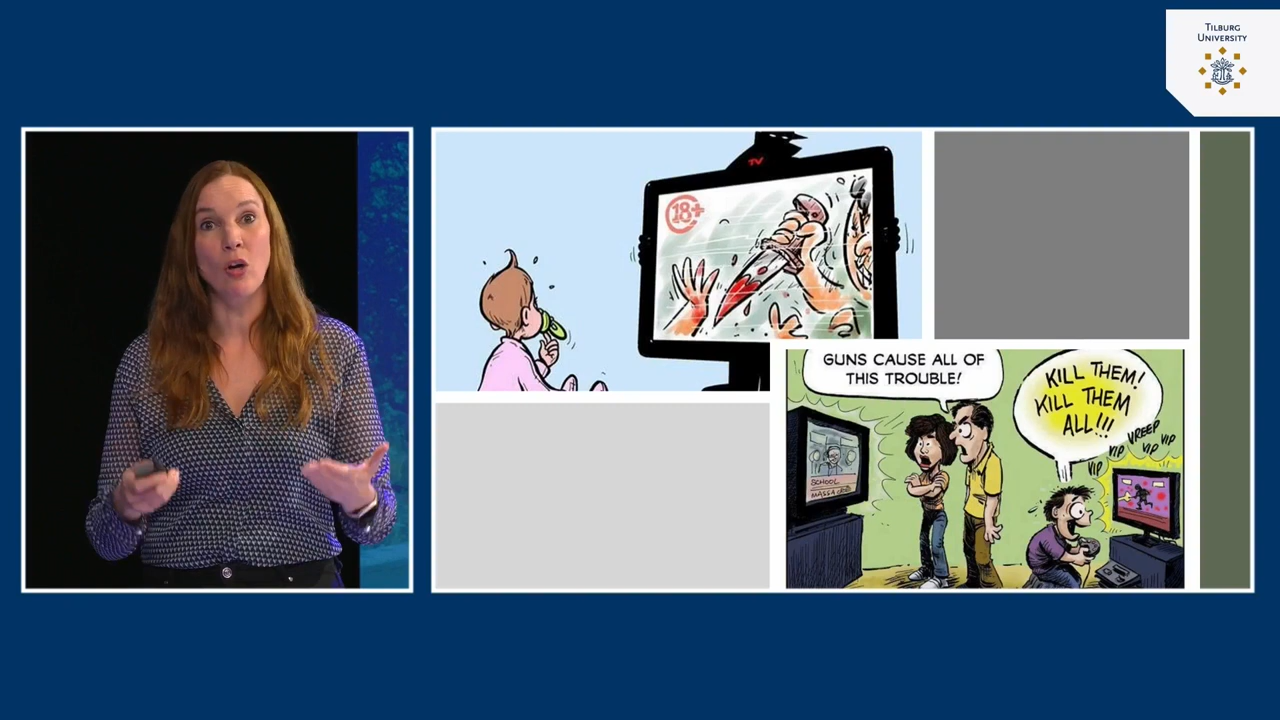 TILBURG
UNIVERSITY
TV
18+
GUNS CAUSE ALL OF
THIS TROUBLE!
KILL THEM!
KILL THEM
ALL!!!
VREEP
VIP
VIP
VIP
VIP
SCHOOL